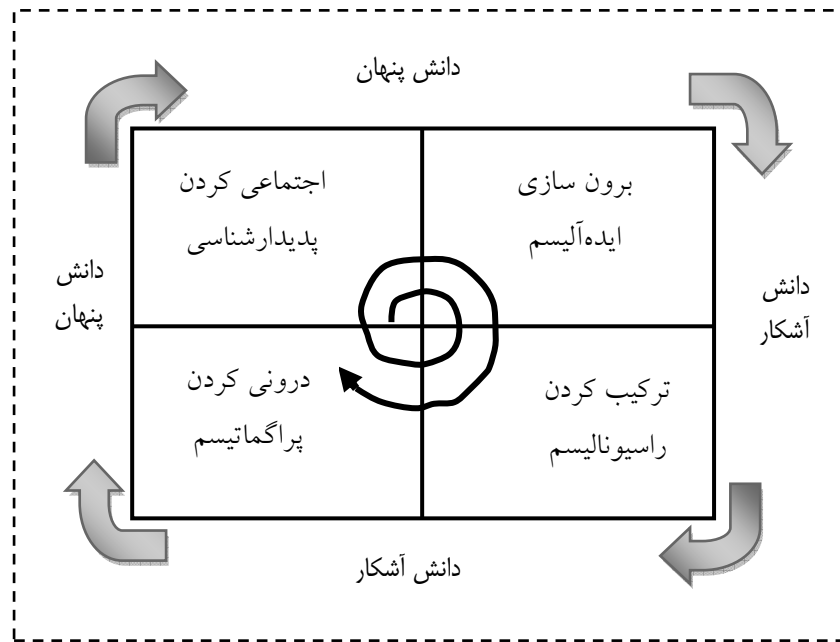 دانش پنهان
برون سازی
ایده‌آلیسم
اجتماعی کردن
پدیدارشناسی
دانش
آشکار
دانش
پنهان
ترکیب کردن
راسیونالیسم
درونی کردن
پراگماتیسم
دانش آشکار